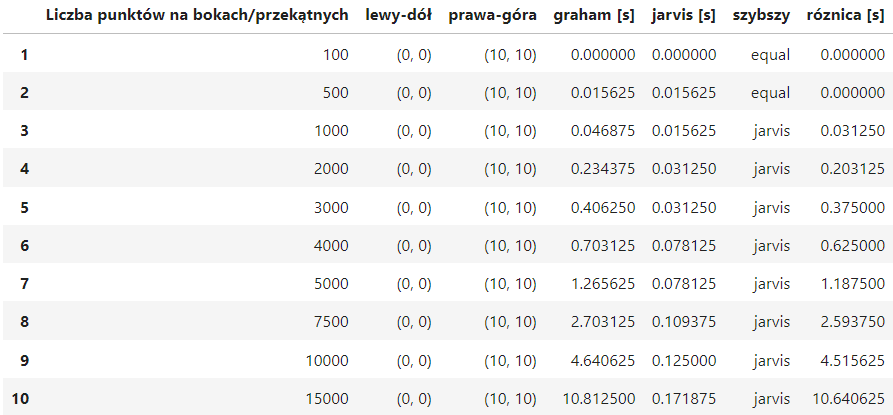 Liczba punktów na bokach/przekątnych lewy-dół prawa-góra graham [s] jarvis [s] szybszy róznica [s]
1 100 (0, 0) (10, 10) 0.000000 0.000000 equal 0.000000
2 500 (0, 0) (10, 10) 0.015625 0.015625 equal 0.000000
3 1000 (0, 0) (10, 10) 0.046875 0.015625 jarvis 0.031250
4 2000 (0, 0) (10, 10) 0.234375 0.031250 jarvis 0.203125
5 3000 (0, 0) (10, 10) 0.406250 0.031250 jarvis 0.375000
6 4000 (0, 0) (10, 10) 0.703125 0.078125 jarvis 0.625000
7 5000 (0, 0) (10, 10) 1.265625 0.078125 jarvis 1.187500
8 7500 (0, 0) (10, 10) 2.703125 0.109375 jarvis 2.593750
9 10000 (0, 0) (10, 10) 4.640625 0.125000 jarvis 4.515625
10 15000 (0, 0) (10, 10) 10.812500 0.171875 jarvis 10.640625